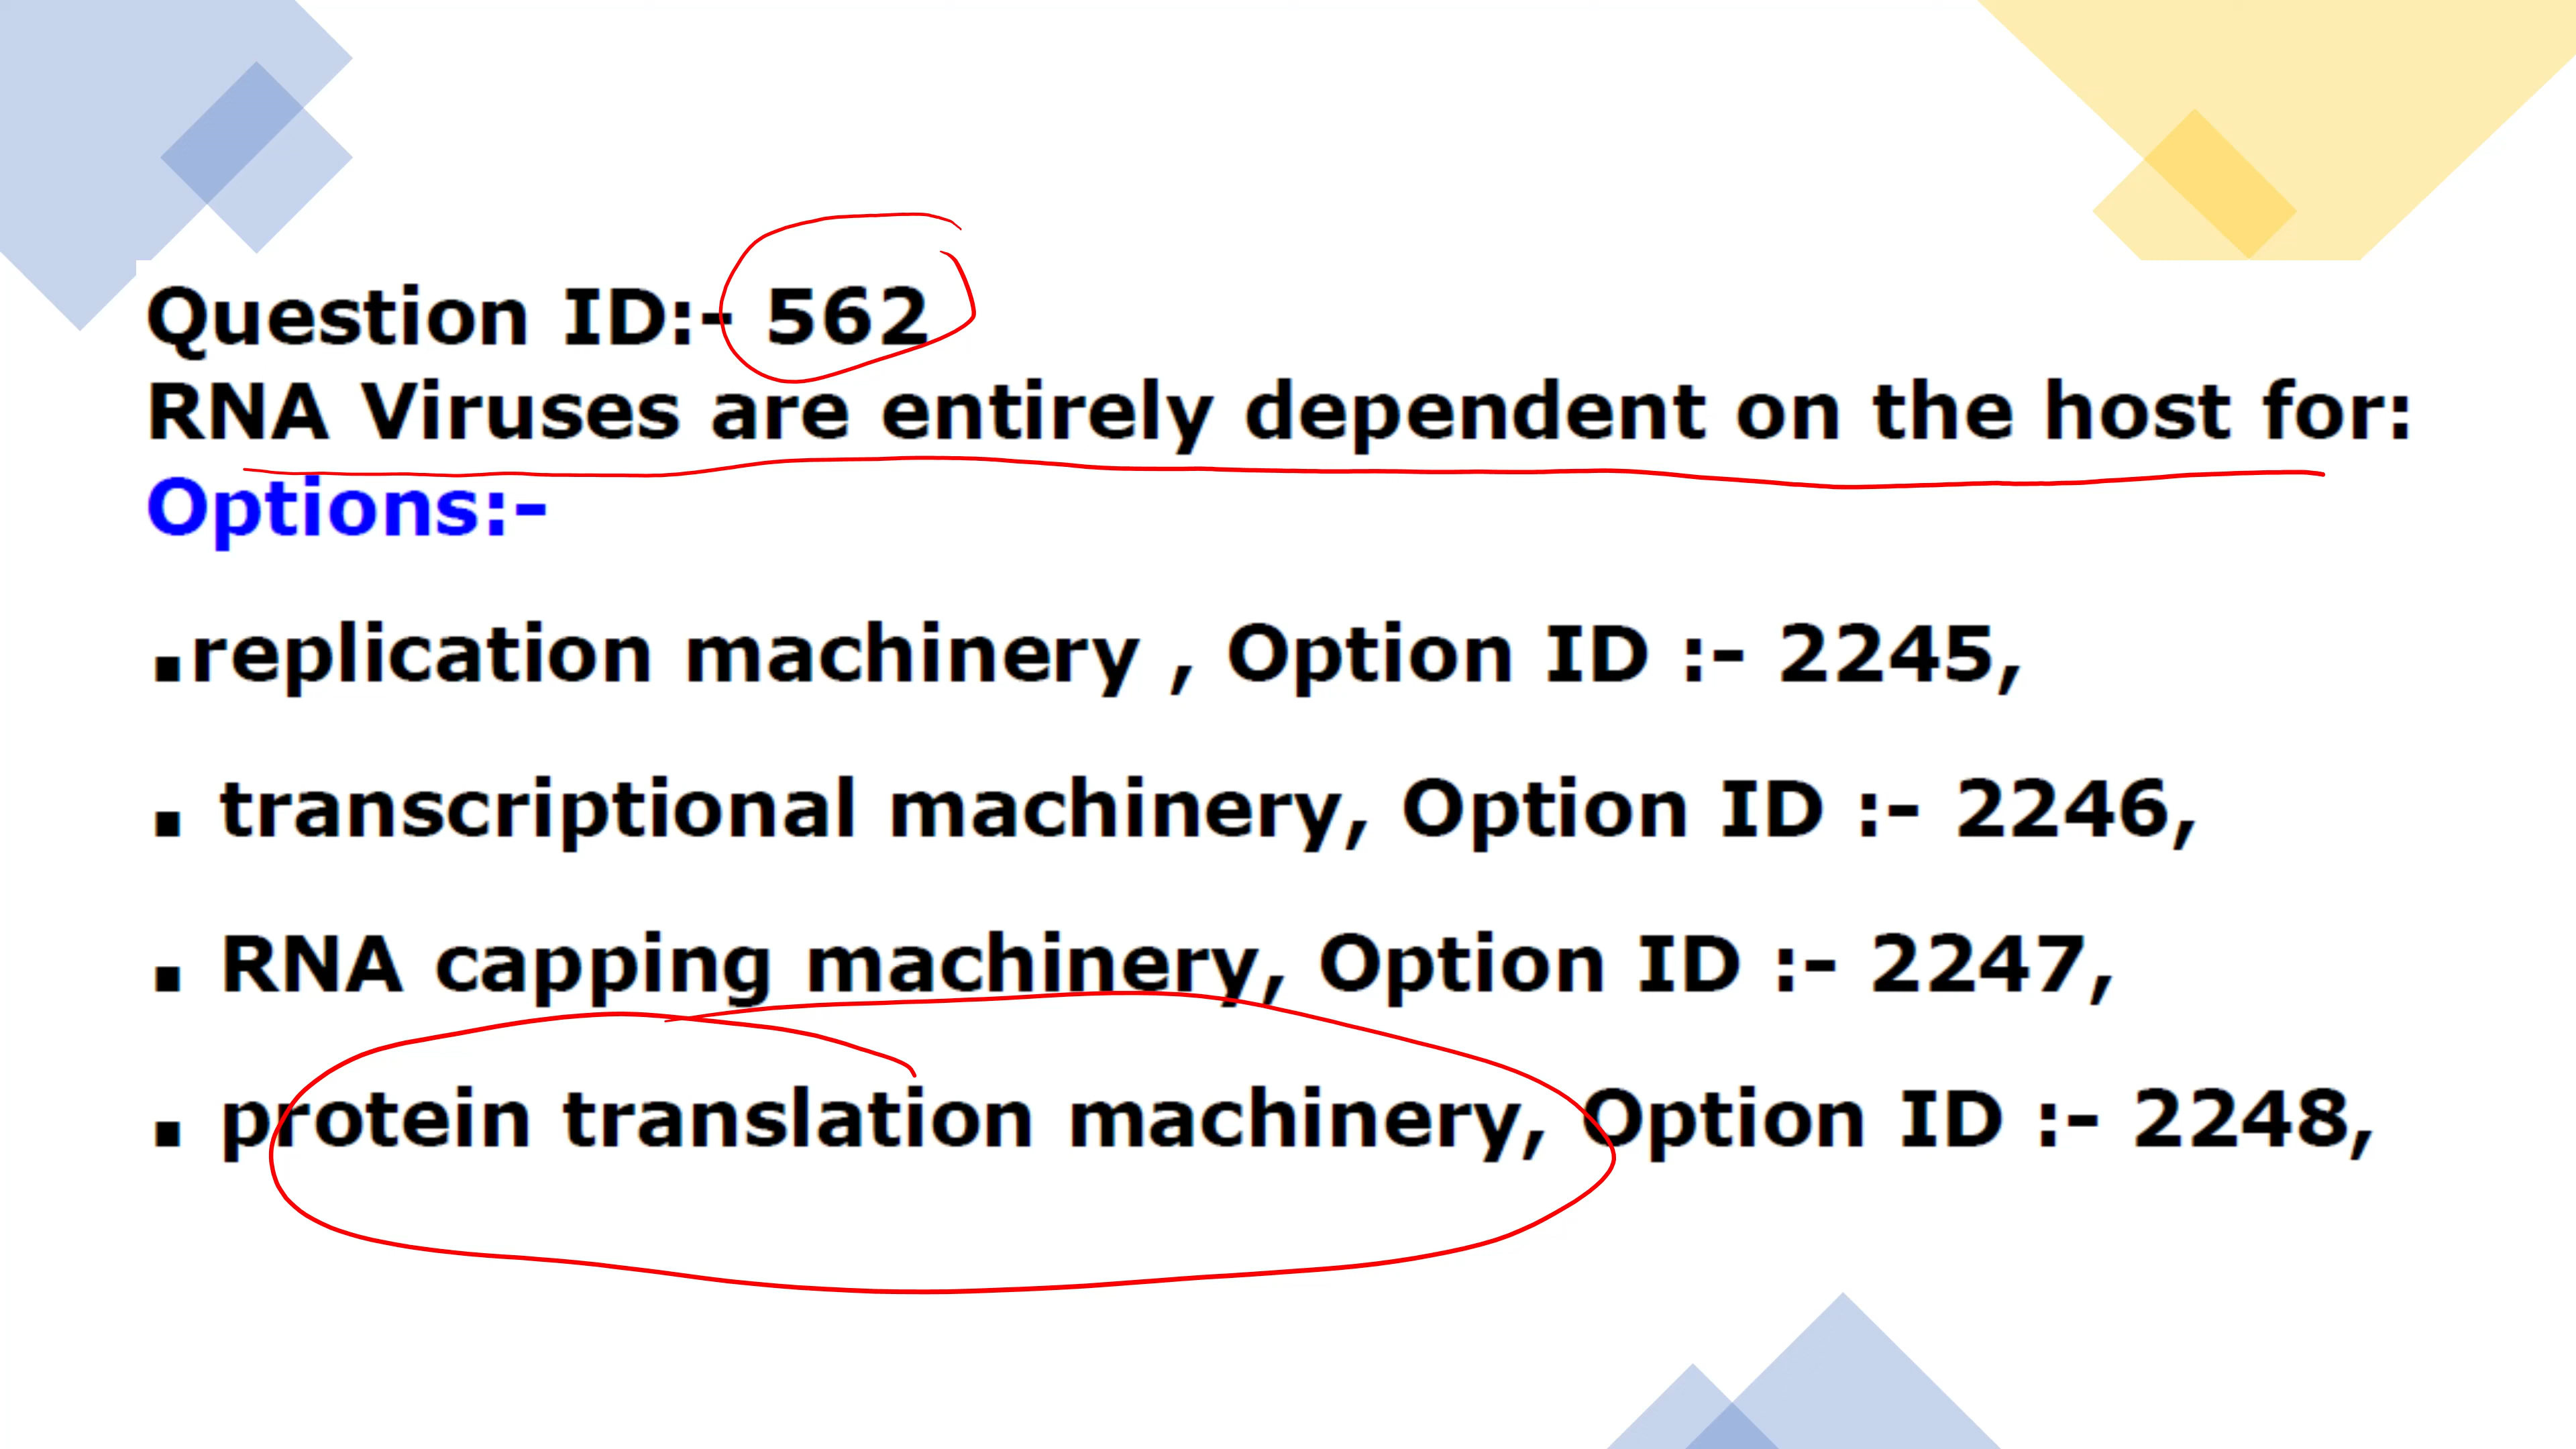 Question ID:- 562
RNA Viruses are entirely dependent on the host for:
Options:-
▪replication machinery , Option ID :- 2245,
▪ transcriptional machinery, Option ID :- 2246,
▪ RNA capping machinery, Option ID :- 2247,
▪ protein translation machinery, Option ID :- 2248,